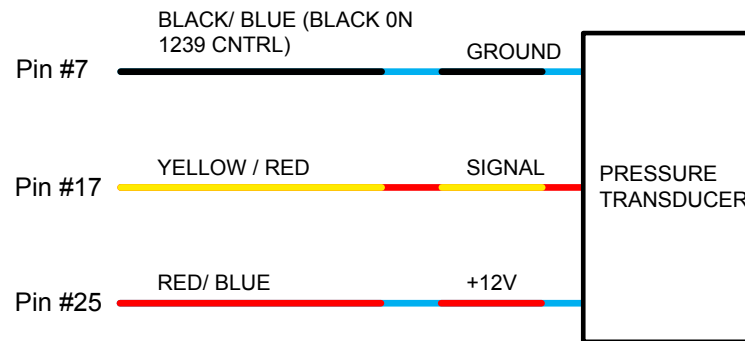 BLACK/ BLUE (BLACK 0N
1239 CNTRL)
GROUND
Pin #7
YELLOW / RED
SIGNAL
Pin #17
PRESSURE
TRANSDUCER
RED/ BLUE
+12V
Pin #25